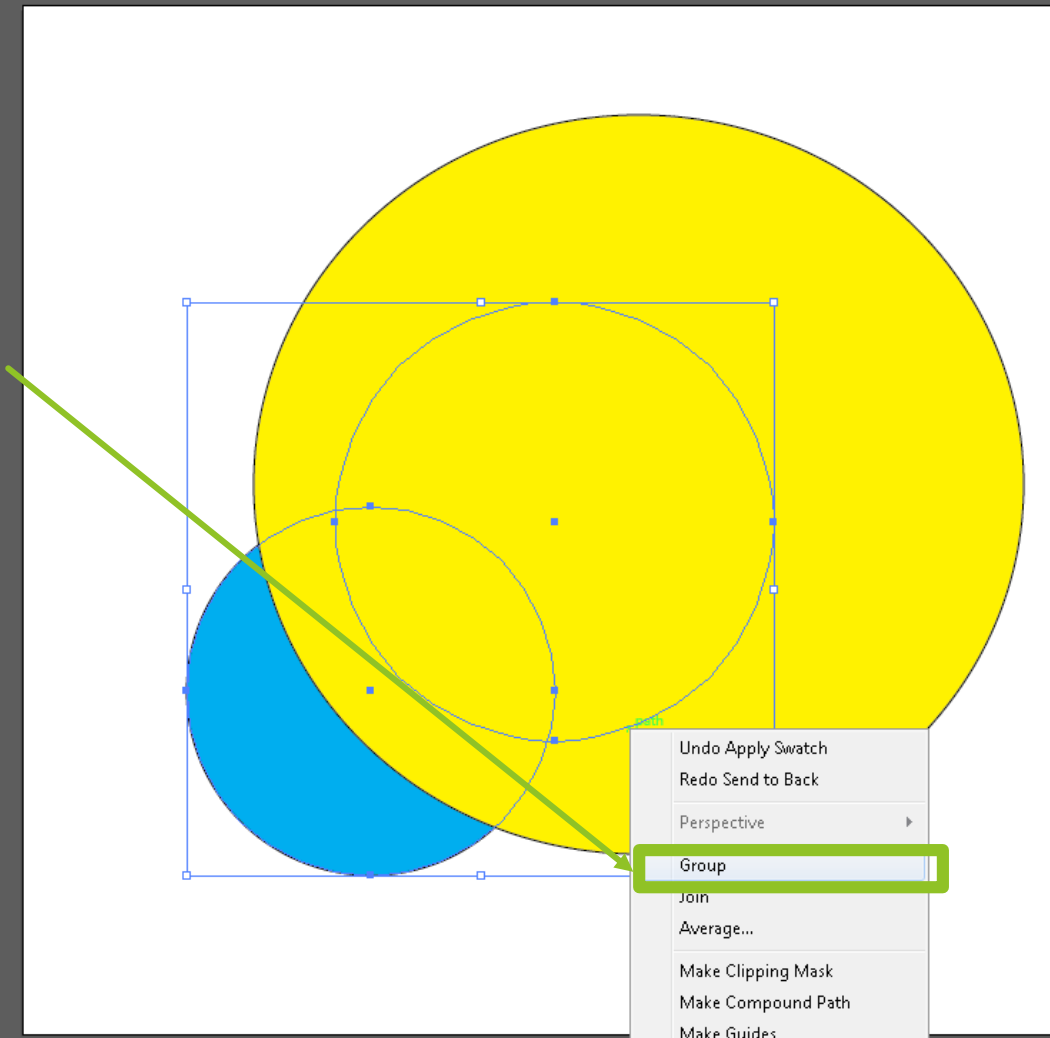 path
Undo Apply Swatch
Redo Send to Back
Perspective
Group
Join
Average...
Make Clipping Mask
Make Compound Path
Make Guides